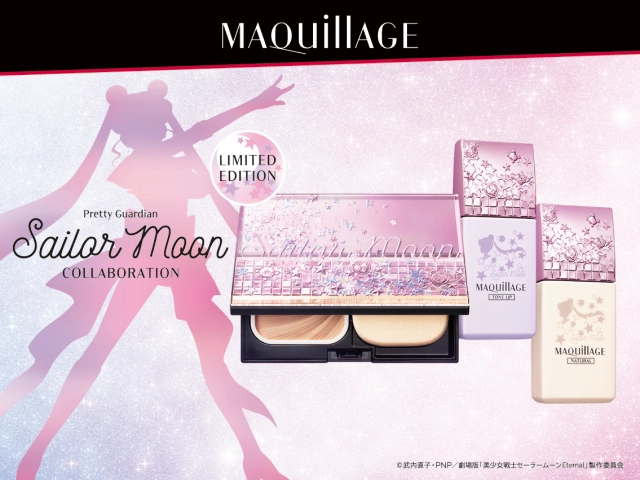 MAQUillAGE
LIMITED
EDITION
Pretty Guardian
Sailor Moon
COLLABORATION
Sailor Moon
MAQUillAGE
TONE UP
MAQUillAGE
NATURAL
©武内直子・PNP/劇場版「美少女戦士セーラームーンEternal」製作委員会